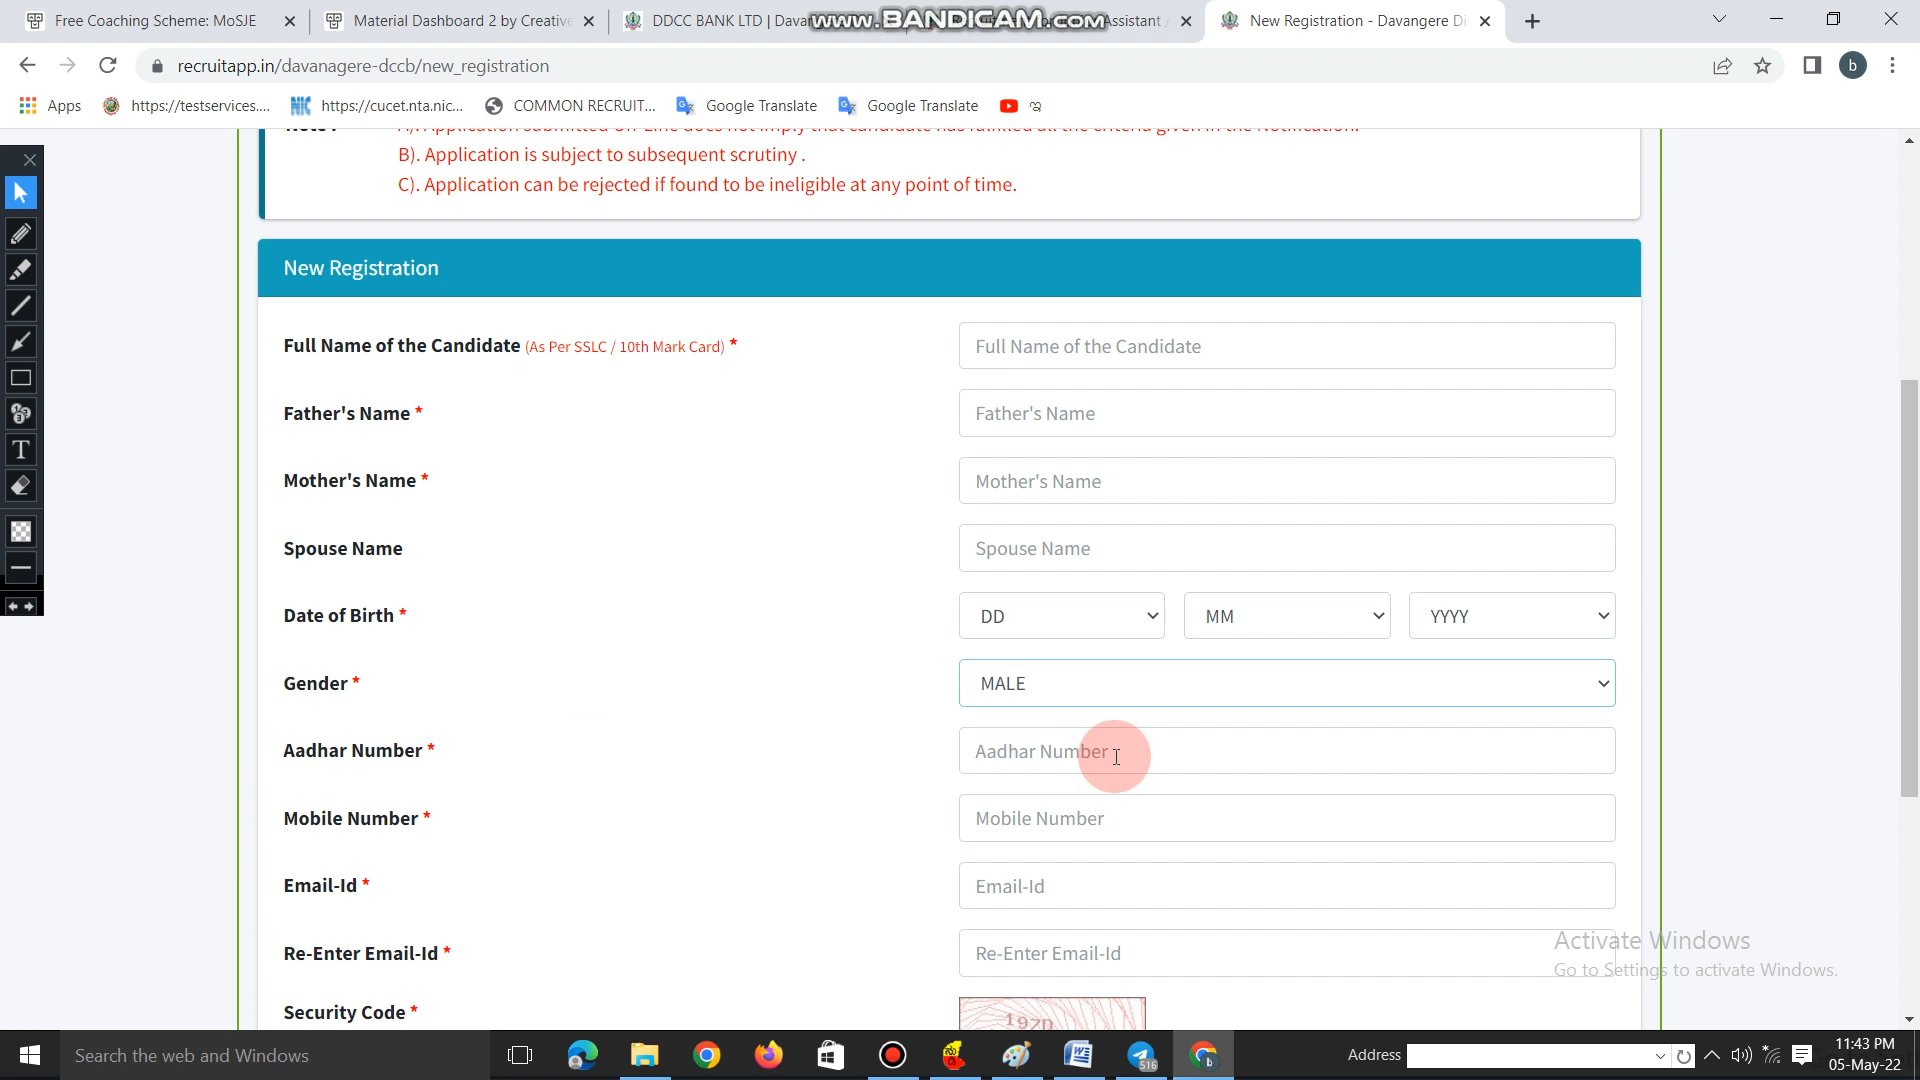 Free Coaching Scheme: MoSJE
Material Dashboard 2 by Creative
DDCC BANK LTD | Davan
www.BANDICAM.com
Assistant
New Registration - Davangere Di
recruitapp.in/davanagere-dccb/new_registration
b
Apps
https://testservices....
NIC
https://cucet.nta.nic...
COMMON RECRUIT...
Google Translate
Google Translate
B). Application is subject to subsequent scrutiny .
C). Application can be rejected if found to be ineligible at any point of time.
New Registration
Full Name of the Candidate (As Per SSLC / 10th Mark Card) *
Full Name of the Candidate
Father's Name *
Father's Name
Mother's Name *
Mother's Name
Spouse Name
Spouse Name
Date of Birth *
DD
MM
YYYY
Gender *
MALE
Aadhar Number *
Aadhar Number
Mobile Number *
Mobile Number
Email-Id *
Email-Id
Re-Enter Email-Id *
Re-Enter Email-Id
Security Code *
Activate Windows
Go to Settings to activate Windows.
Search the web and Windows
516
b
Address
11:43 PM
05-May-22